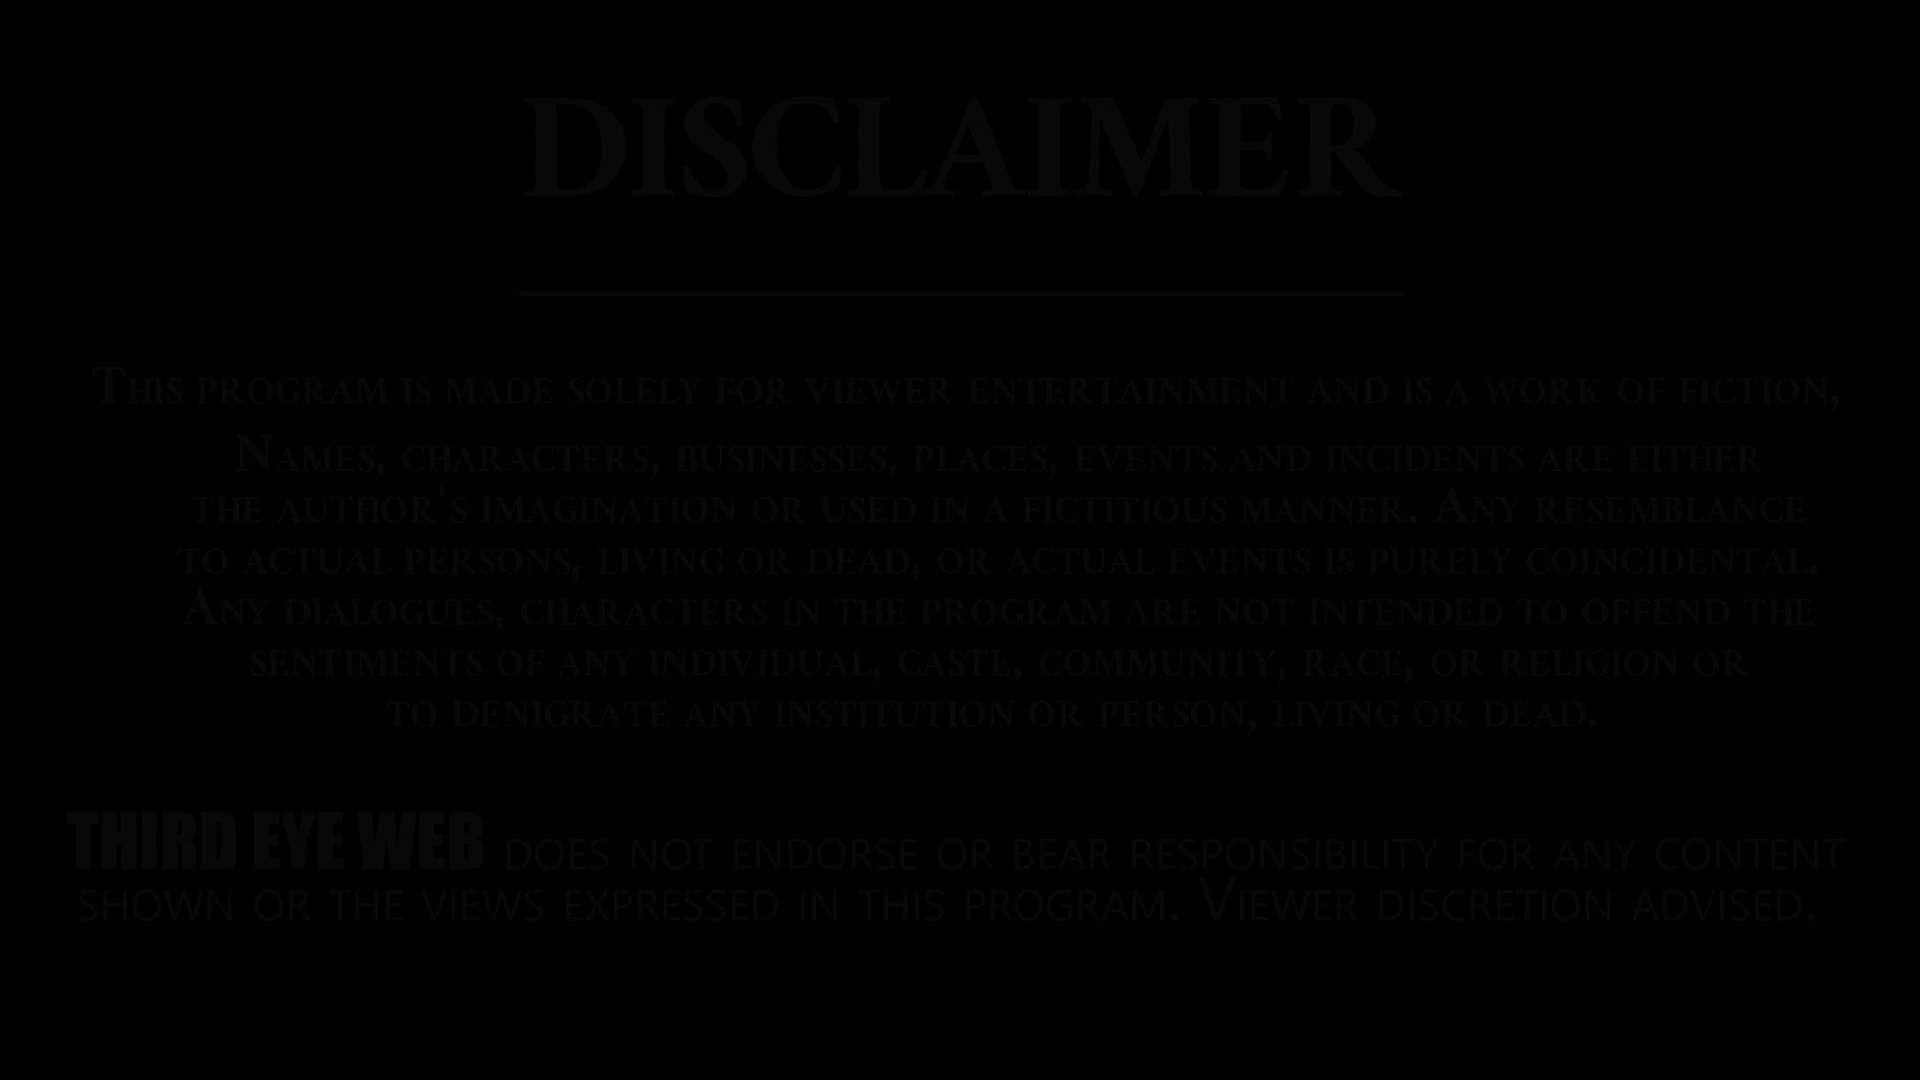 DISCLAIMER
This program is made solely for viewer entertainment and is a work of fiction,
Names, characters, businesses, places, events and incidents are either
the author's imagination or used in a fictitious manner. Any resemblance
to actual persons, living or dead, or actual events is purely coincidental.
Any dialogues, characters in the program are not intended to offend the
sentiments of any individual, caste, community, race, or religion or
to denigrate any institution or person, living or dead.
THIRD EYE WEB does not endorse or bear responsibility for any content
shown or the views expressed in this program. Viewer discretion advised.